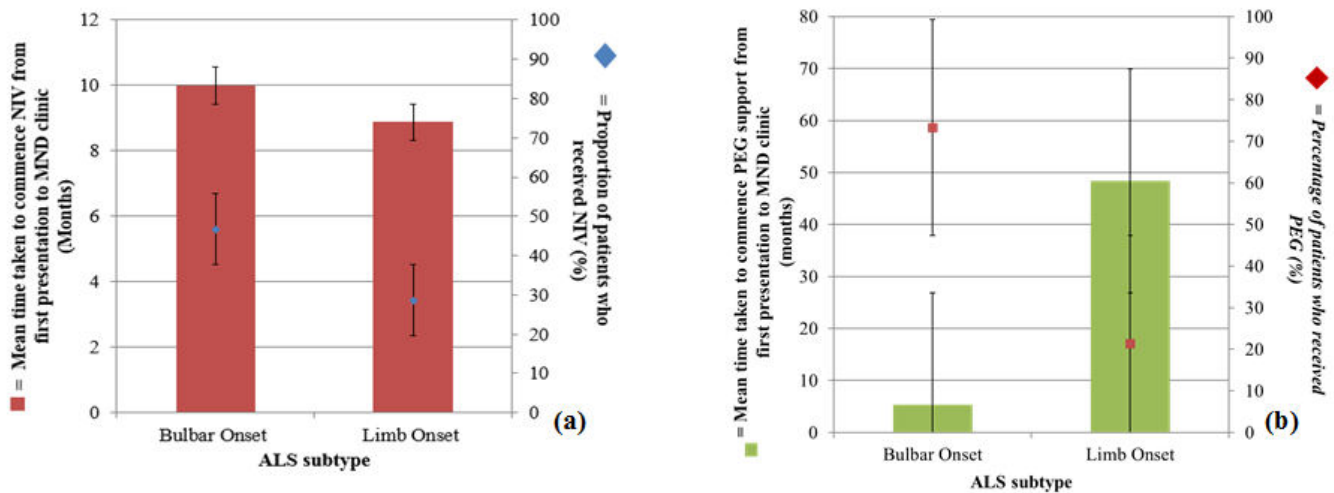 = Mean time taken to commence NIV from
first presentation to MND clinic
(Months)
12
10
8
6
4
2
0
100
90
80
70
60
50
40
30
20
10
0
= Proportion of patients who
received NIV (%)
Bulbar Onset
Limb Onset
ALS subtype
(a)
= Mean time taken to commence PEG support from
first presentation to MND clinic
(months)
80
70
60
50
40
30
20
10
0
100
90
80
70
60
50
40
30
20
10
0
= Percentage of patients who received
PEG (%)
Bulbar Onset
Limb Onset
ALS subtype
(b)